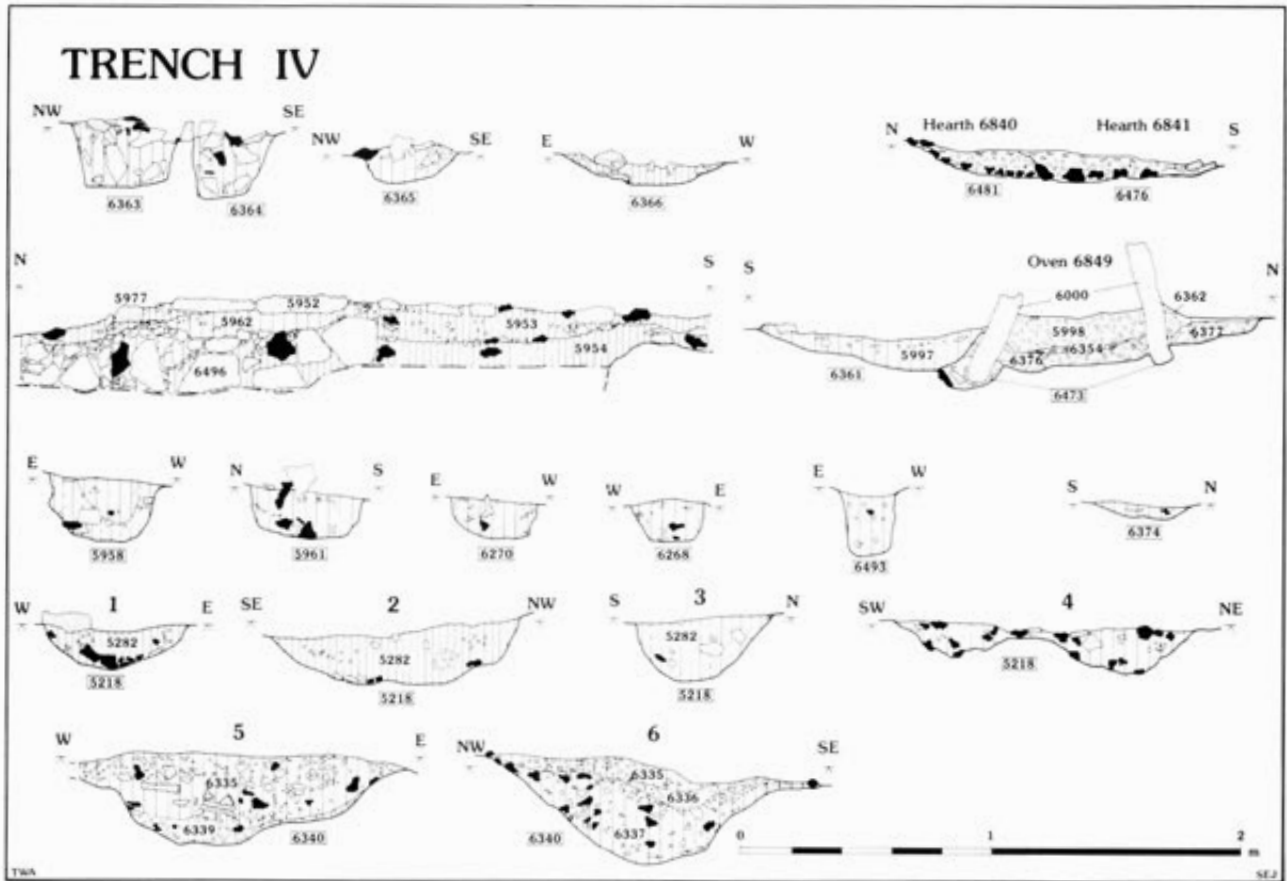 TRENCH IV
NW SE NW SE E W N Hearth 6840 Hearth 6841 S
6363 6364 6365 6366 6481 6476
N S S Oven 6849 N
5977 5952 6000 6362
5962 5953 5998 6377
5954 5997 6376 6354
6496 6361 6473
E W N S E W W E E W S N
5958 5961 6270 6268 6493 6374
W 1 E SE 2 NW S 3 N SW 4 NE
5282 5282 5282
5218 5218 5218 5218
W 5 E NW 6 SE
6335 6335
6336
6339 6340 6340 6337
0 1 2
m
TWA SEJ